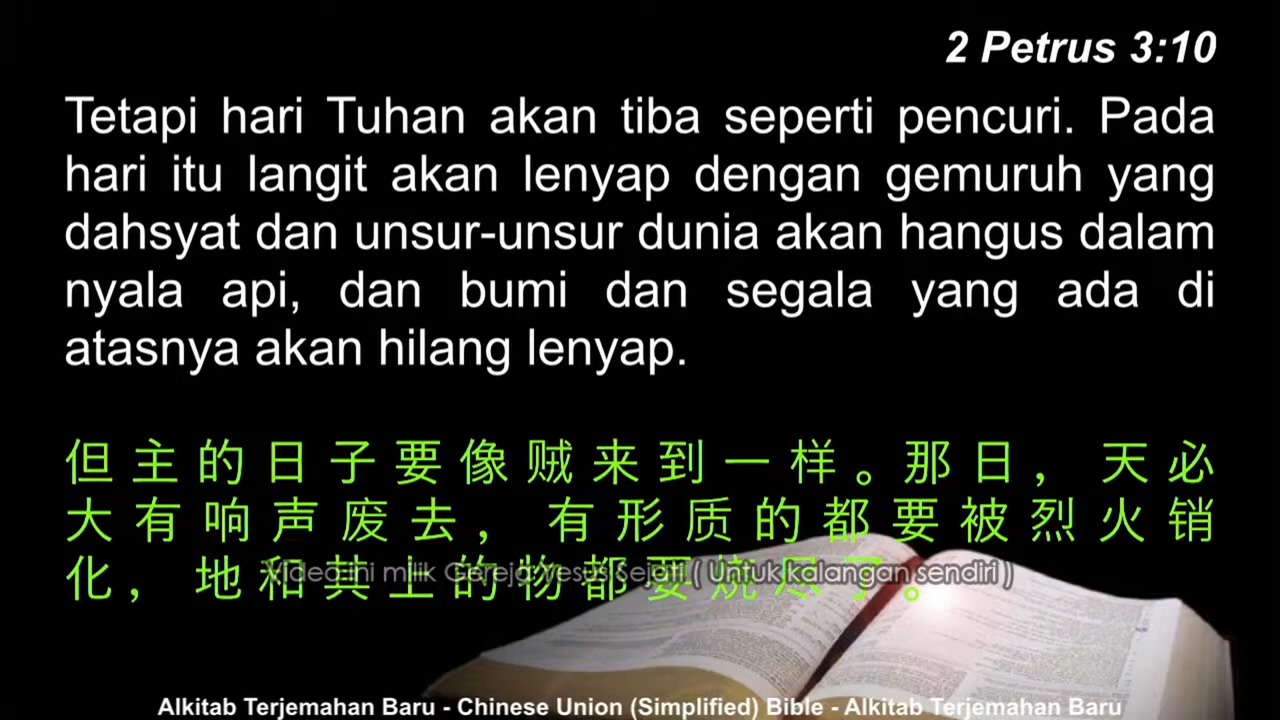 2 Petrus 3:10
Tetapi hari Tuhan akan tiba seperti pencuri. Pada
hari itu langit akan lenyap dengan gemuruh yang
dahsyat dan unsur-unsur dunia akan hangus dalam
nyala api, dan bumi dan segala yang ada di
atasnya akan hilang lenyap.
但主的日子要像贼来到一样。那日，天必
大有响声废去，有形质的都要被烈火销
化，地和其上的物都要烧尽了。
Video ini milik Gereja Yesus Sejati ( Untuk kalangan sendiri )
Alkitab Terjemahan Baru - Chinese Union (Simplified) Bible - Alkitab Terjemahan Baru